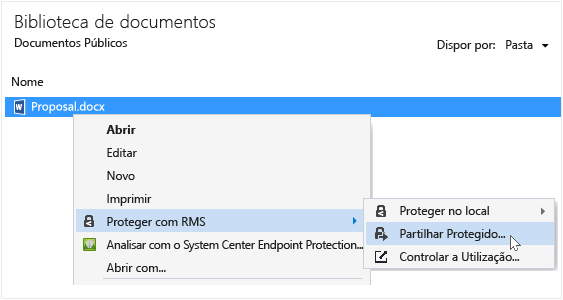 Biblioteca de documentos
Documentos Públicos
Dispor por: Pasta
Nome
Proposal.docx
Abrir
Editar
Novo
Imprimir
Proteger com RMS
Analisar com o System Center Endpoint Protection...
Abrir com...
Proteger no local
Partilhar Protegido...
Controlar a Utilização...